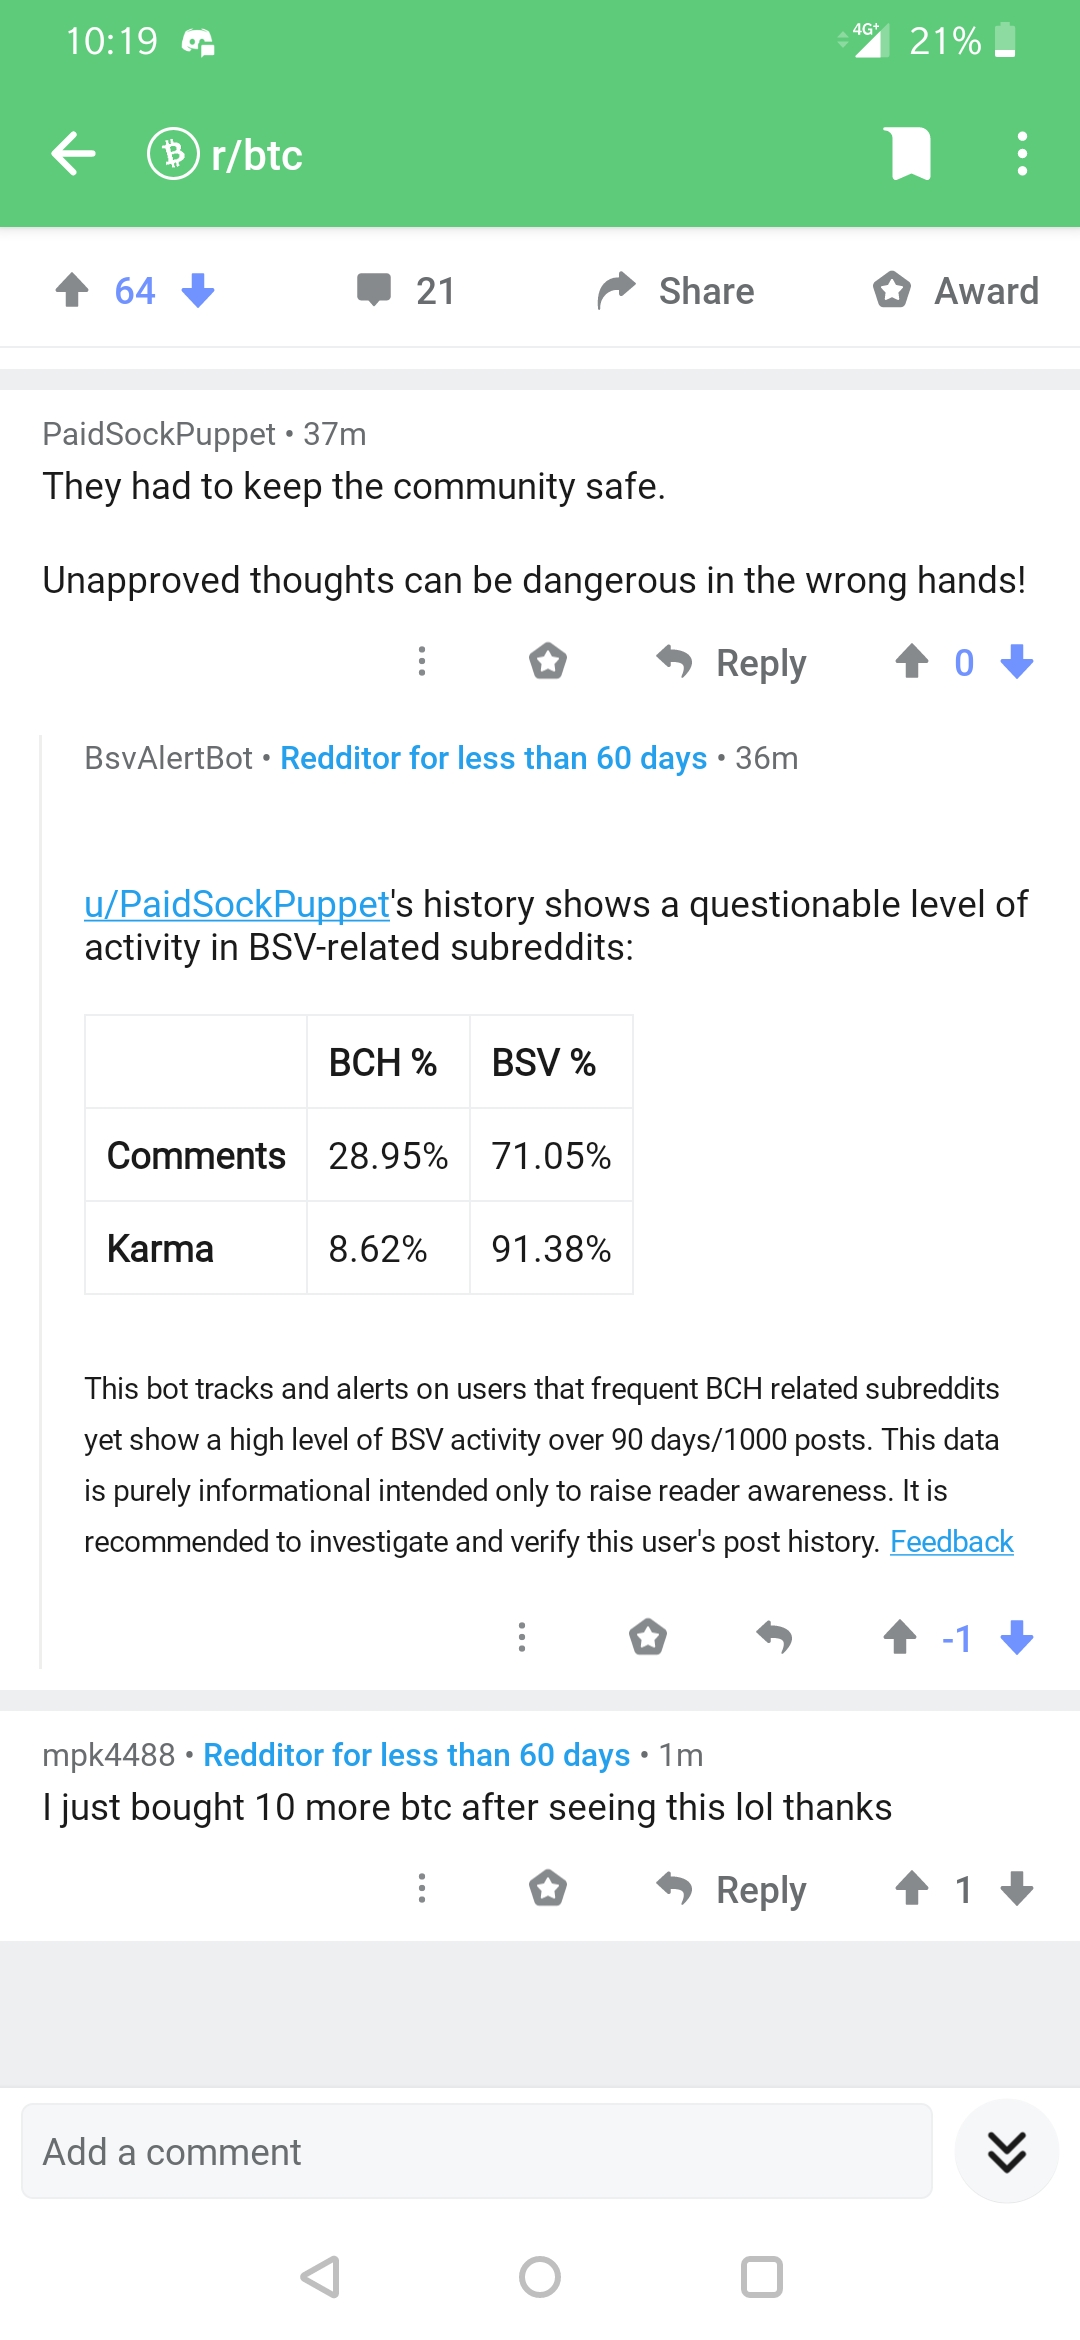 10:19 4G+ 21%
r/btc
64 21 Share Award
PaidSockPuppet • 37m
They had to keep the community safe.
Unapproved thoughts can be dangerous in the wrong hands!
Reply 0
BsvAlertBot • Redditor for less than 60 days • 36m
u/PaidSockPuppet's history shows a questionable level of
activity in BSV-related subreddits:
BCH % BSV %
Comments 28.95% 71.05%
Karma 8.62% 91.38%
This bot tracks and alerts on users that frequent BCH related subreddits
yet show a high level of BSV activity over 90 days/1000 posts. This data
is purely informational intended only to raise reader awareness. It is
recommended to investigate and verify this user's post history. Feedback
-1
mpk4488 • Redditor for less than 60 days • 1m
I just bought 10 more btc after seeing this lol thanks
Reply 1
Add a comment